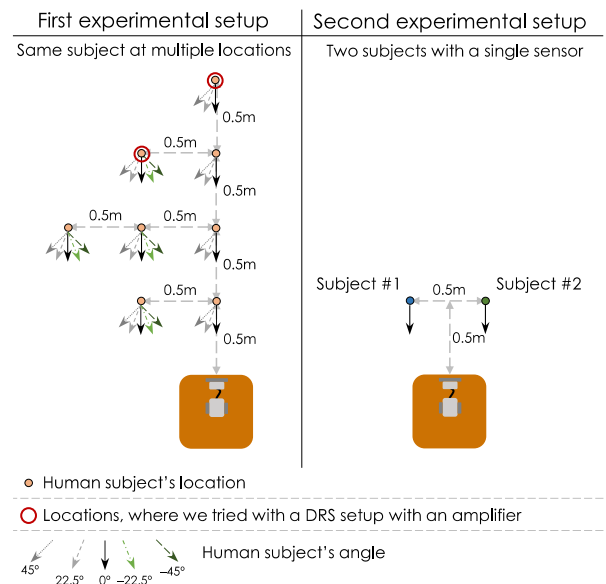 First experimental setup
Same subject at multiple locations
0.5m
0.5m
0.5m
0.5m
0.5m
0.5m
0.5m
0.5m
Second experimental setup
Two subjects with a single sensor
Subject #1
0.5m
Subject #2
0.5m
Human subject's location
Locations, where we tried with a DRS setup with an amplifier
45° 22.5° 0° –22.5° –45°
Human subject's angle